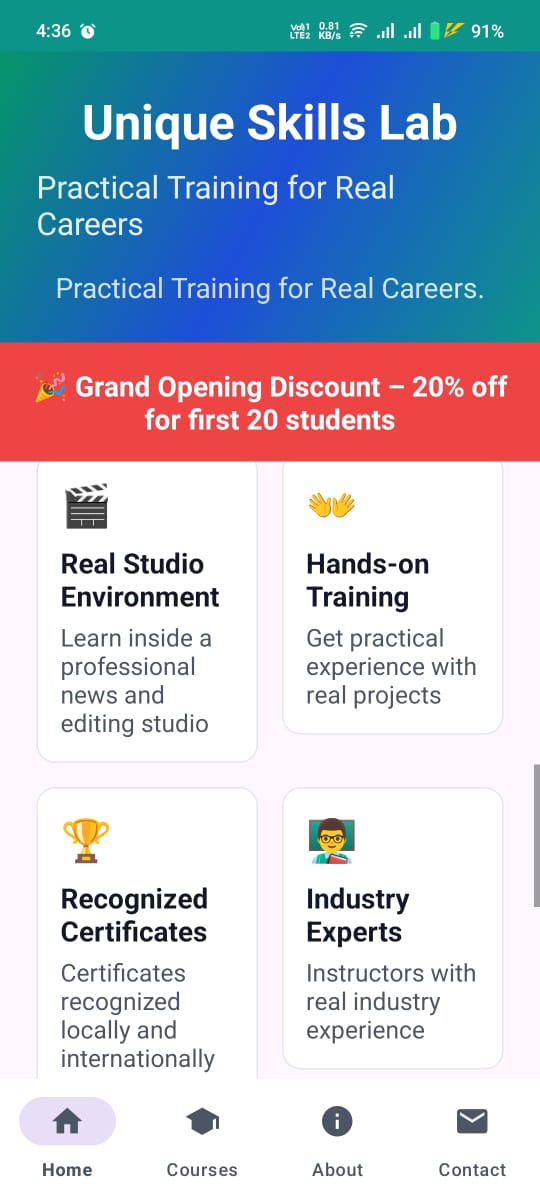 4:36
Vo)) 1
LTE2
0.81
KB/s
91%
Unique Skills Lab
Practical Training for Real
Careers
Practical Training for Real Careers.
🎉 Grand Opening Discount – 20% off
for first 20 students
Real Studio
Environment
Learn inside a
professional
news and
editing studio
Hands-on
Training
Get practical
experience with
real projects
Recognized
Certificates
Certificates
recognized
locally and
internationally
Industry
Experts
Instructors with
real industry
experience
Home
Courses
About
Contact